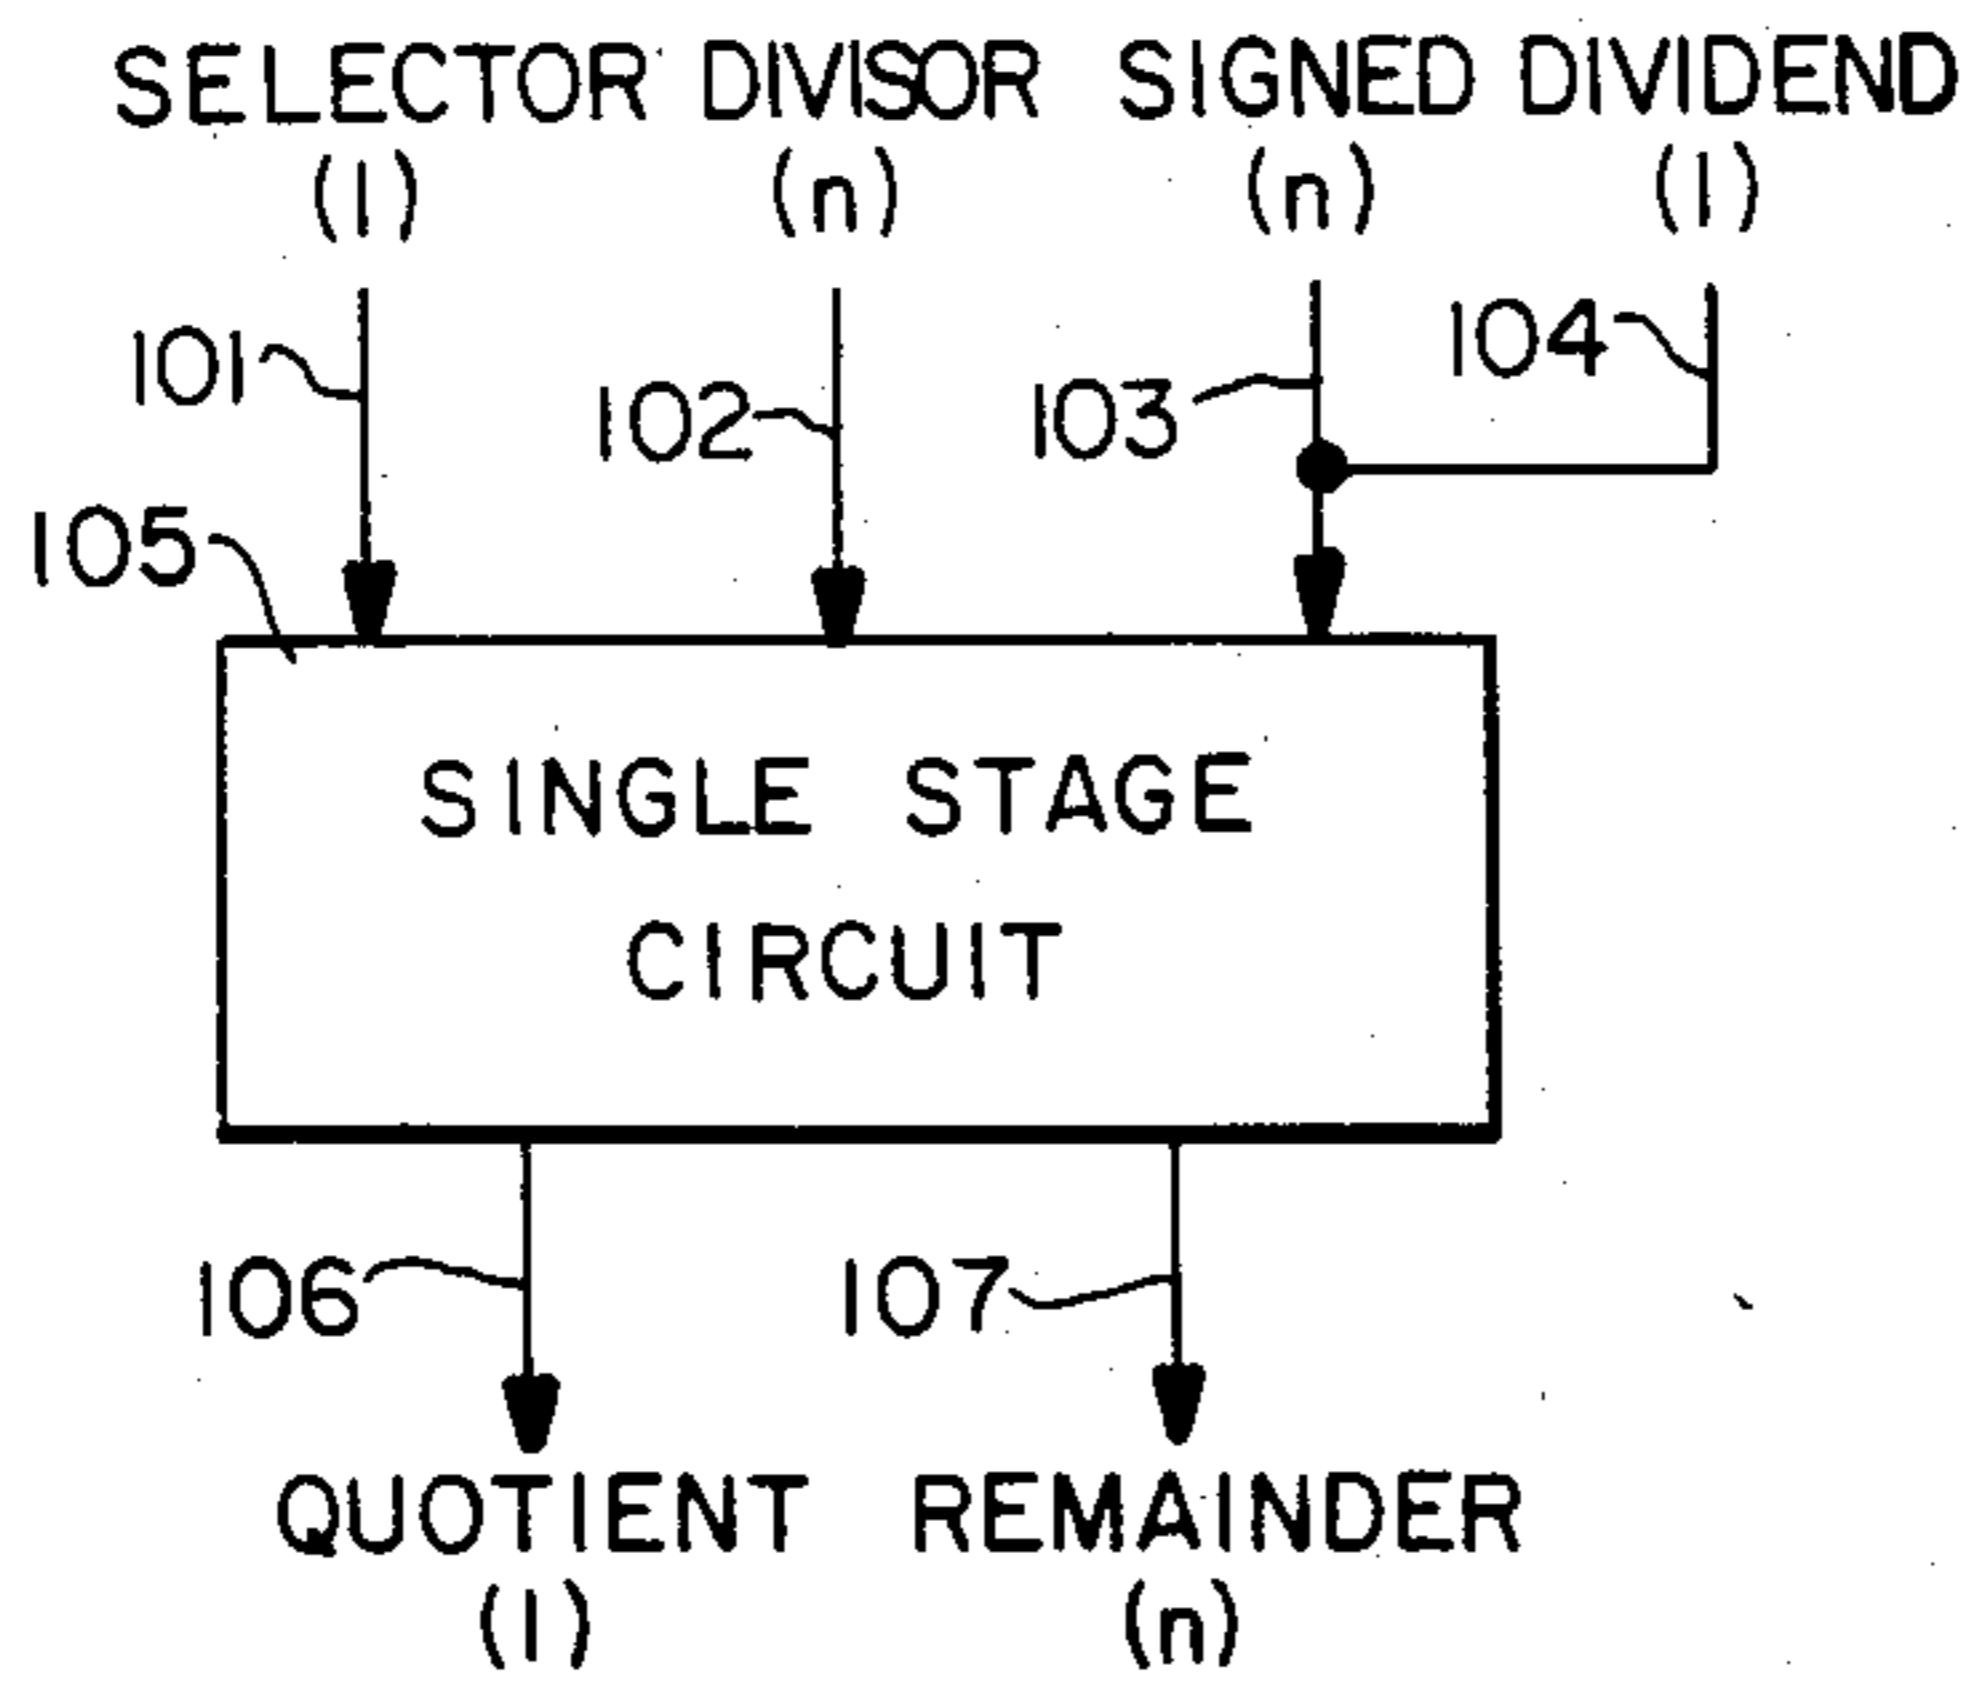 SELECTOR DIVISOR SIGNED DIVIDEND
(1) (n) (n) (1)
101 102 103 104
105
SINGLE STAGE
CIRCUIT
106 107
QUOTIENT REMAINDER
(1) (n)